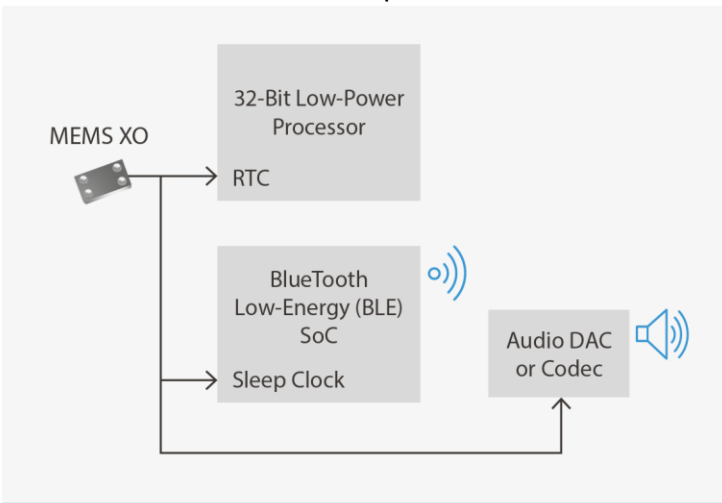 MEMS XO
32-Bit Low-Power
Processor
RTC
BlueTooth
Low-Energy (BLE)
SoC
Sleep Clock
Audio DAC
or Codec